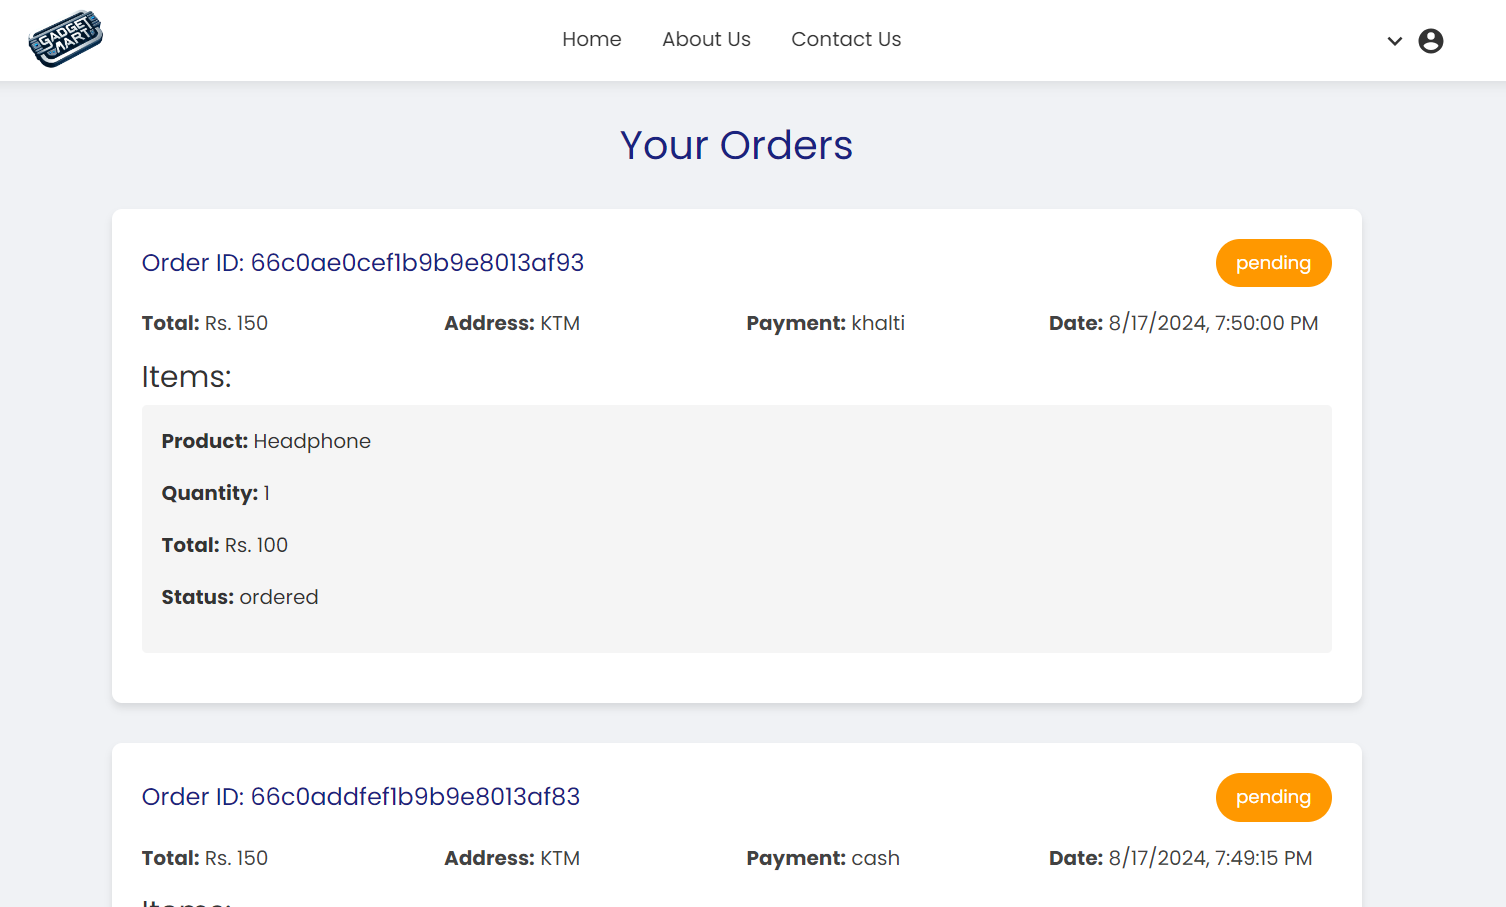 GADGET
MART
Home About Us Contact Us
Your Orders
Order ID: 66c0ae0cef1b9b9e8013af93 pending
Total: Rs. 150 Address: KTM Payment: khalti Date: 8/17/2024, 7:50:00 PM
Items:
Product: Headphone
Quantity: 1
Total: Rs. 100
Status: ordered
Order ID: 66c0addfef1b9b9e8013af83 pending
Total: Rs. 150 Address: KTM Payment: cash Date: 8/17/2024, 7:49:15 PM
Items: